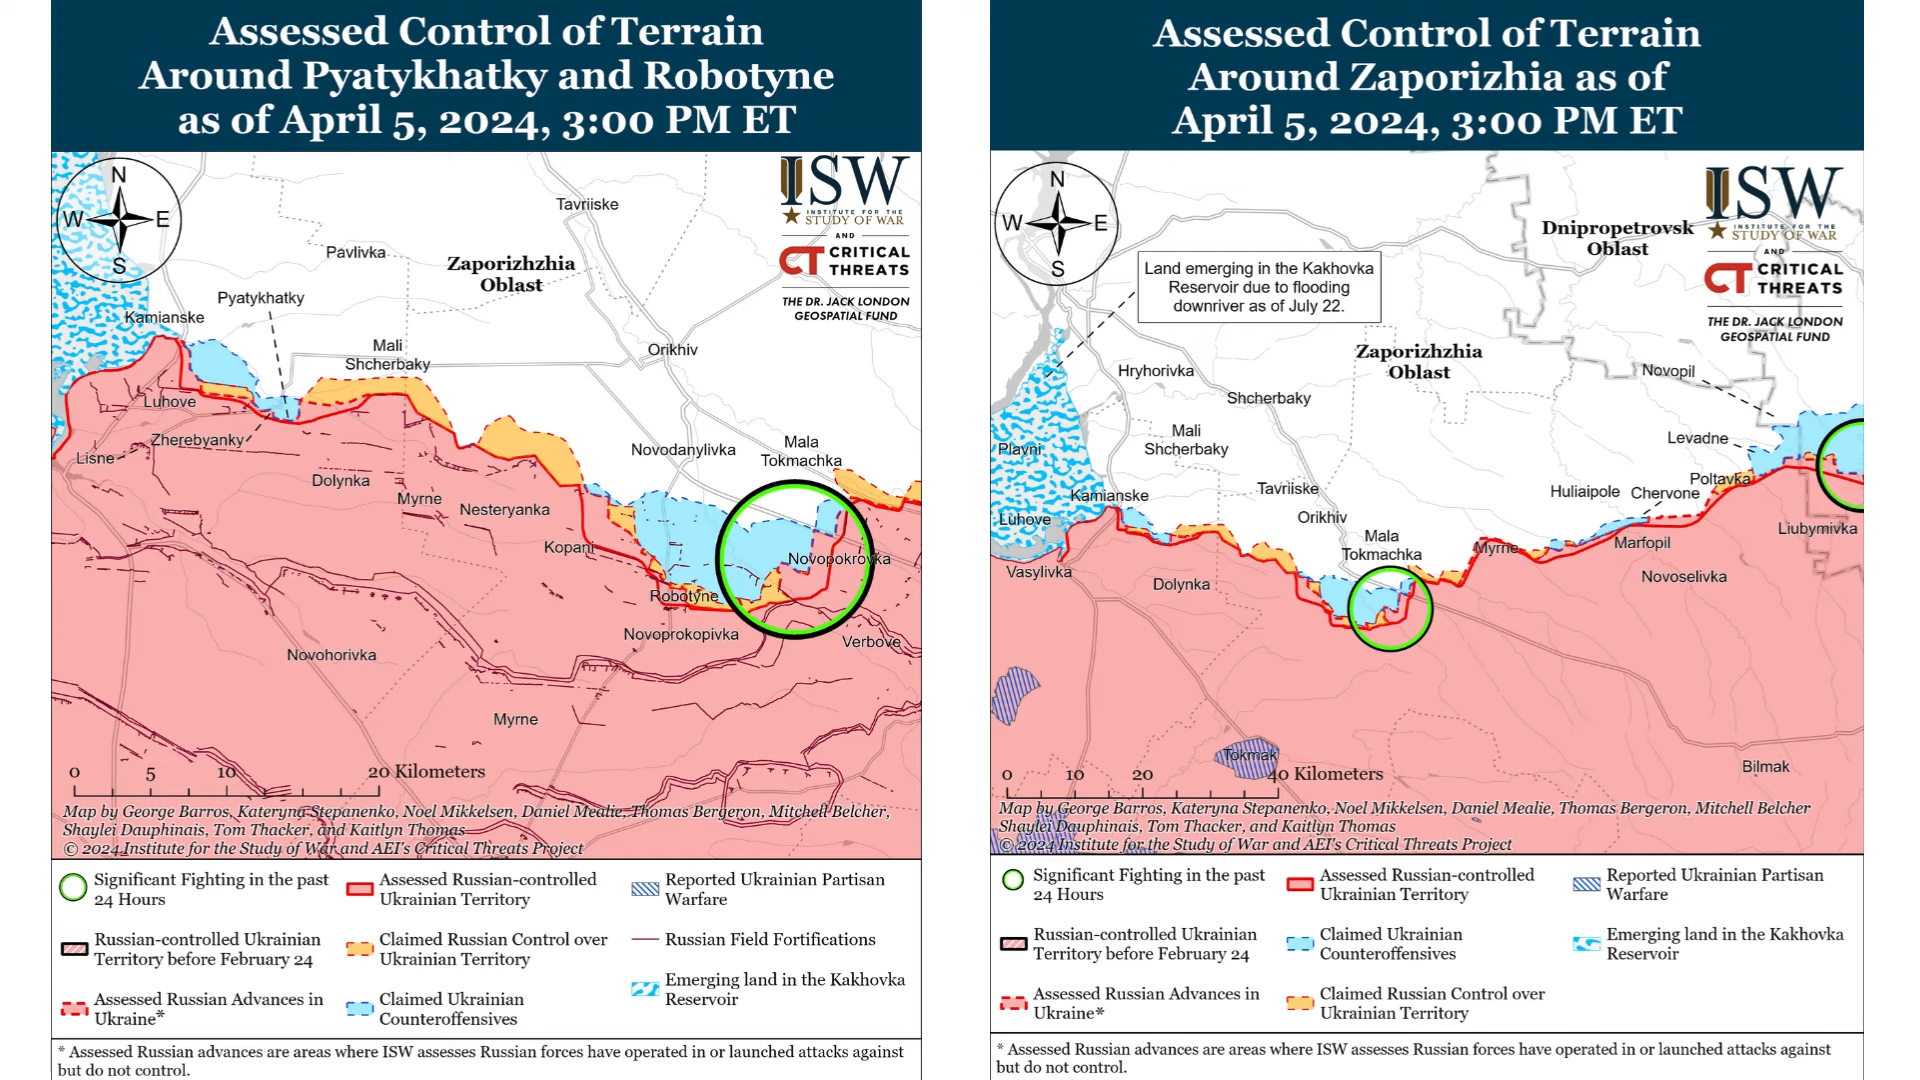 Assessed Control of Terrain
Around Pyatykhatky and Robotyne
as of April 5, 2024, 3:00 PM ET
N
W
E
S
ISW
INSTITUTE FOR THE
STUDY OF WAR
AND
CT CRITICAL
THREATS
THE DR. JACK LONDON
GEOSPATIAL FUND
Tavriiske
Pavlivka
Zaporizhzhia
Oblast
Pyatykhatky
Kamianske
Mali
Shcherbaky
Orikhiv
Luhove
Zherebyanky
Lisne
Novodanylivka
Mala
Tokmachka
Dolynka
Myrne
Nesteryanka
Kopani
Novopokrovka
Robotyne
Novoprokopivka
Verbove
Novohorivka
Myrne
0
5
10
20 Kilometers
Map by George Barros, Kateryna Stepanenko, Noel Mikkelsen, Daniel Mealie, Thomas Bergeron, Mitchell Belcher,
Shaylei Dauphinais, Tom Thacker, and Kaitlyn Thomas
© 2024 Institute for the Study of War and AEI's Critical Threats Project
Significant Fighting in the past
24 Hours
Russian-controlled Ukrainian
Territory before February 24
Assessed Russian Advances in
Ukraine*
Assessed Russian-controlled
Ukrainian Territory
Claimed Russian Control over
Ukrainian Territory
Claimed Ukrainian
Counteroffensives
Reported Ukrainian Partisan
Warfare
Russian Field Fortifications
Emerging land in the Kakhovka
Reservoir
* Assessed Russian advances are areas where ISW assesses Russian forces have operated in or launched attacks against
but do not control.
Assessed Control of Terrain
Around Zaporizhia as of
April 5, 2024, 3:00 PM ET
N
W
E
S
ISW
INSTITUTE FOR THE
STUDY OF WAR
AND
CT CRITICAL
THREATS
THE DR. JACK LONDON
GEOSPATIAL FUND
Dnipropetrovsk
Oblast
Land emerging in the Kakhovka
Reservoir due to flooding
downriver as of July 22.
Zaporizhzhia
Oblast
Hryhorivka
Novopil
Shcherbaky
Mali
Shcherbaky
Levadne
Plavni
Poltavka
Tavriiske
Huliaipole
Chervone
Kamianske
Luhove
Orikhiv
Liubymivka
Mala
Tokmachka
Myrne
Marfopil
Vasylivka
Dolynka
Novoselivka
Tokmak
Bilmak
0
10
20
40 Kilometers
Map by George Barros, Kateryna Stepanenko, Noel Mikkelsen, Daniel Mealie, Thomas Bergeron, Mitchell Belcher
Shaylei Dauphinais, Tom Thacker, and Kaitlyn Thomas
© 2024 Institute for the Study of War and AEI's Critical Threats Project
Significant Fighting in the past
24 Hours
Russian-controlled Ukrainian
Territory before February 24
Assessed Russian Advances in
Ukraine*
Assessed Russian-controlled
Ukrainian Territory
Claimed Ukrainian
Counteroffensives
Claimed Russian Control over
Ukrainian Territory
Reported Ukrainian Partisan
Warfare
Emerging land in the Kakhovka
Reservoir
* Assessed Russian advances are areas where ISW assesses Russian forces have operated in or launched attacks against
but do not control.